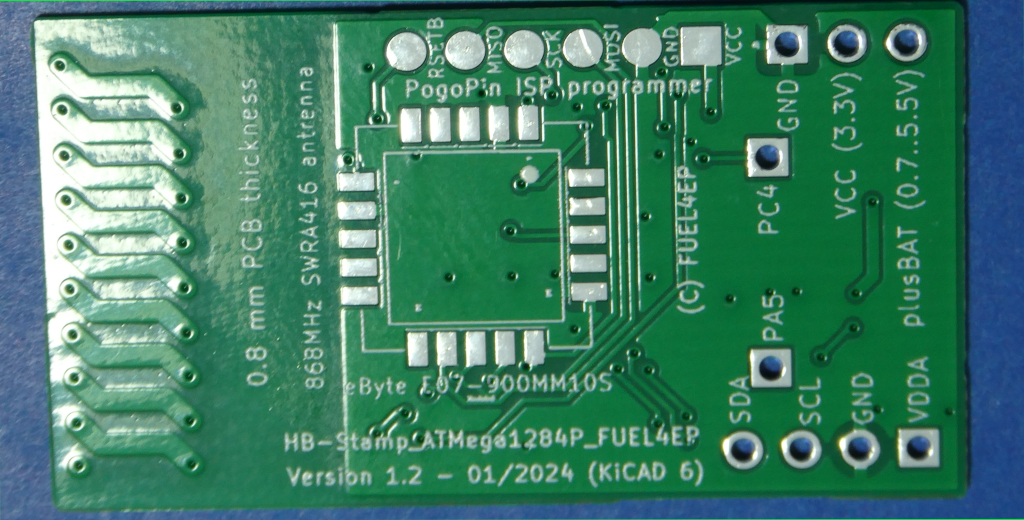 RSETB
MISO
SCK
MOSI
GND
VCC
PogoPin ISP programmer
0.8 mm PCB thickness
868MHz SWRA416 antrenna
GND
VCC (3.3V)
plusBAT (0.7..5.5V)
PC4
(C) FUEL4EP
PA5
eByte E07-900MM10S
SDA
SCL
GND
VDDA
HB-Stamp_ATMega1284P_FUEL4EP
Version 1.2 - 01/2024 (KiCAD 6)